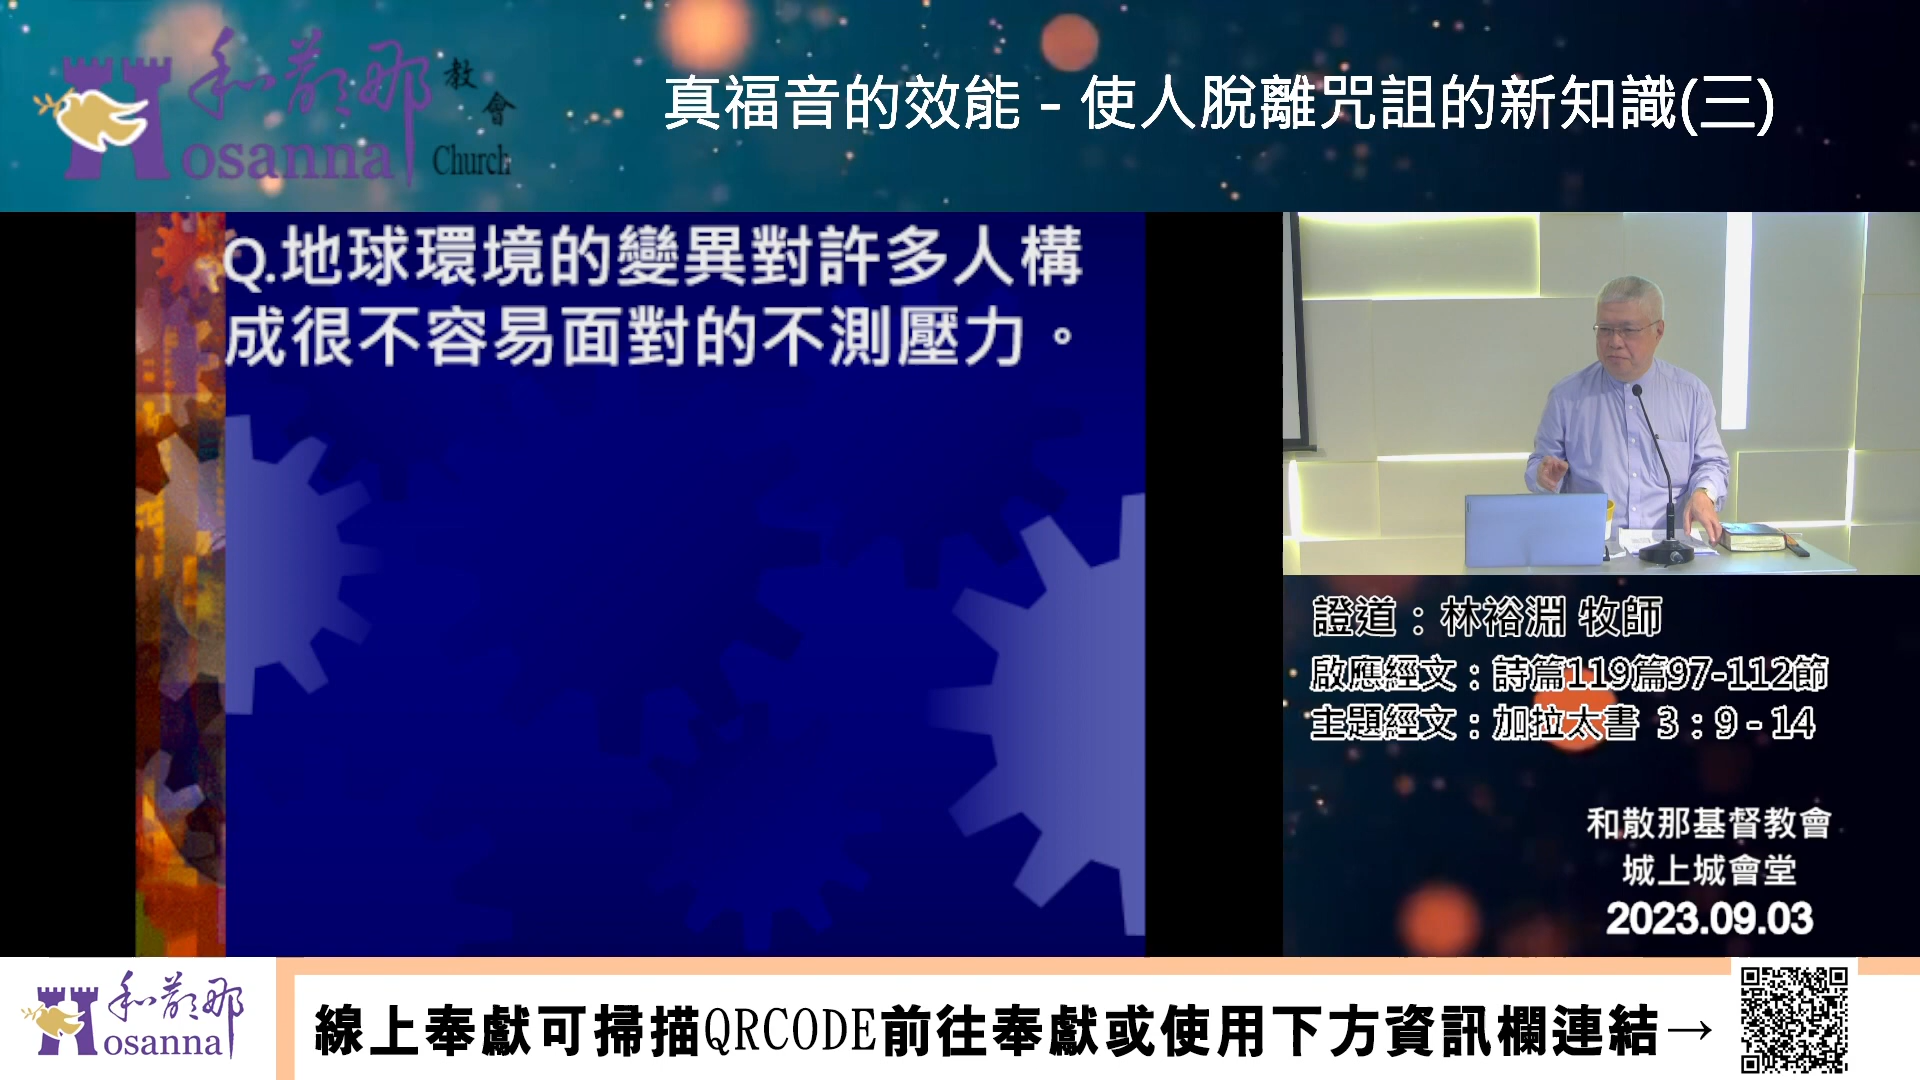 和散那 教會
Hosanna Church
真福音的效能 - 使人脫離咒詛的新知識(三)
Q.地球環境的變異對許多人構
成很不容易面對的不測壓力。
證道：林裕淵 牧師
啟應經文：詩篇119篇97-112節
主題經文：加拉太書 3：9 - 14
和散那基督教會
城上城會堂
2023.09.03
和散那
Hosanna
線上奉獻可掃描QRCODE前往奉獻或使用下方資訊欄連結→